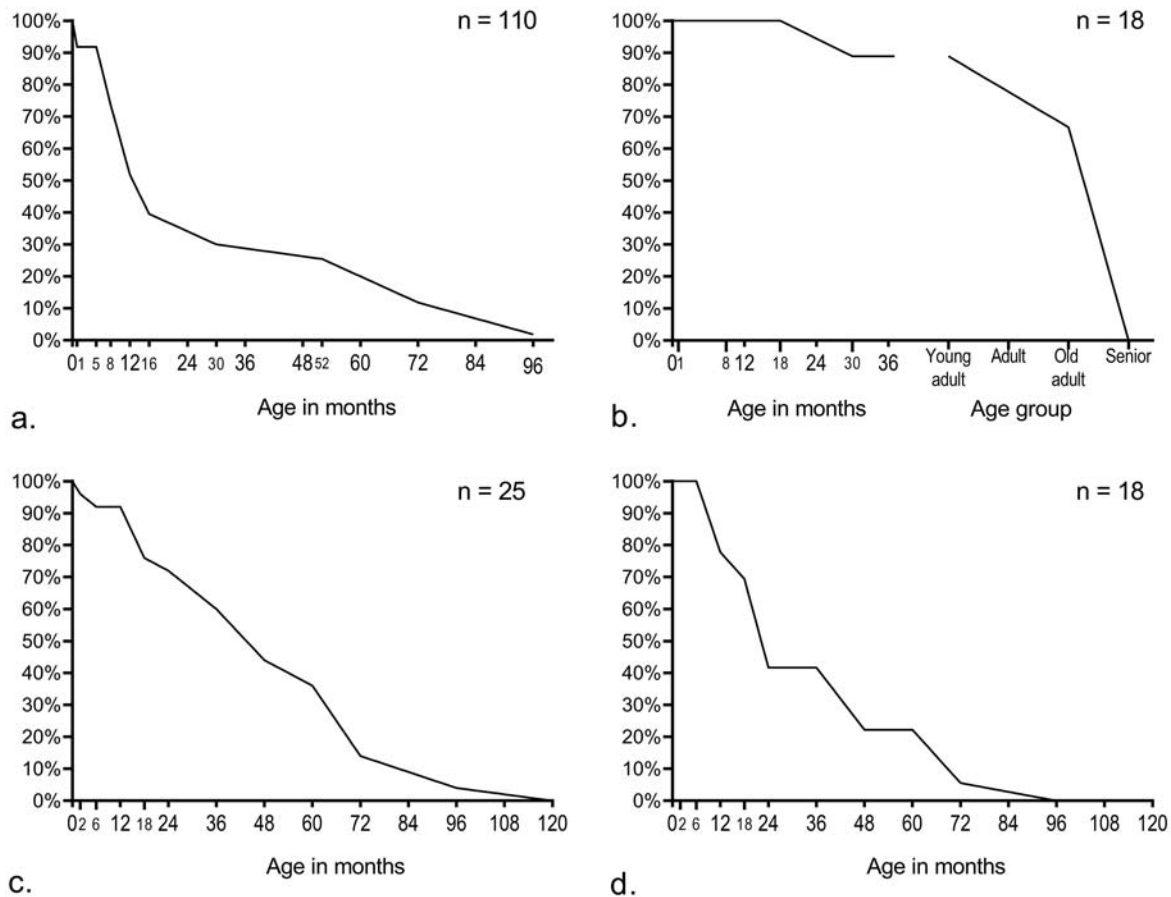 100%
90%
80%
70%
60%
50%
40%
30%
20%
10%
0%
n = 110
0 1 5 8 12 16 24 30 36 48 52 60 72 84 96
Age in months
a.
100%
90%
80%
70%
60%
50%
40%
30%
20%
10%
0%
n = 18
0 1 8 12 18 24 30 36 Young adult Adult Old adult Senior
Age in months Age group
b.
100%
90%
80%
70%
60%
50%
40%
30%
20%
10%
0%
n = 25
0 2 6 12 18 24 36 48 60 72 84 96 108 120
Age in months
c.
100%
90%
80%
70%
60%
50%
40%
30%
20%
10%
0%
n = 18
0 2 6 12 18 24 36 48 60 72 84 96 108 120
Age in months
d.